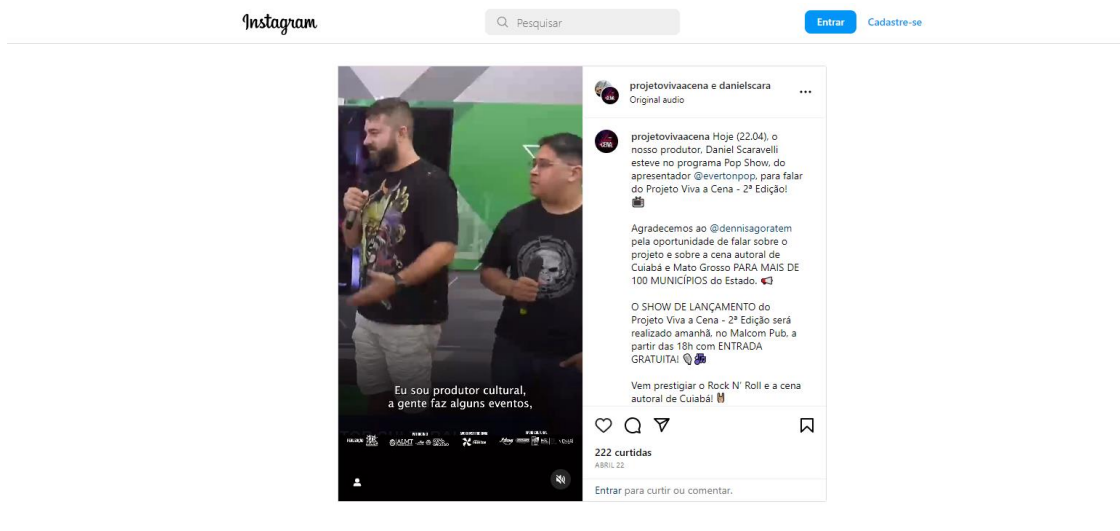 Instagram
Pesquisar
Entrar
Cadastre-se
projetovivaacena e danielscara
Original audio
projetovivaacena Hoje (22.04), o
nosso produtor, Daniel Scaravelli
esteve no programa Pop Show, do
apresentador @evertonpop, para falar
do Projeto Viva a Cena - 2ª Edição!
Agradecemos ao @dennisagoratem
pela oportunidade de falar sobre o
projeto e sobre a cena autoral de
Cuiabá e Mato Grosso PARA MAIS DE
100 MUNICÍPIOS do Estado.
O SHOW DE LANÇAMENTO do
Projeto Viva a Cena - 2ª Edição será
realizado amanhã, no Malcom Pub, a
partir das 18h com ENTRADA
GRATUITA!
Vem prestigiar o Rock N' Roll e a cena
autoral de Cuiabá!
Eu sou produtor cultural,
a gente faz alguns eventos,
222 curtidas
ABRIL 22
Entrar para curtir ou comentar.